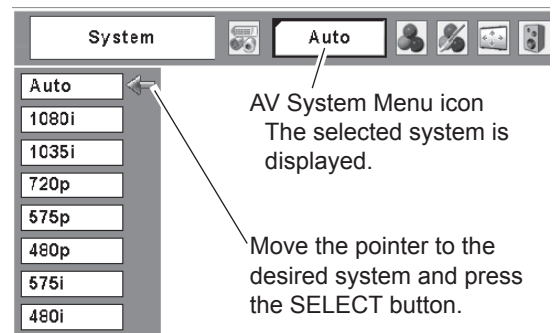 System
Auto
Auto
1080i
1035i
720p
575p
480p
575i
480i
AV System Menu icon
The selected system is
displayed.
Move the pointer to the
desired system and press
the SELECT button.